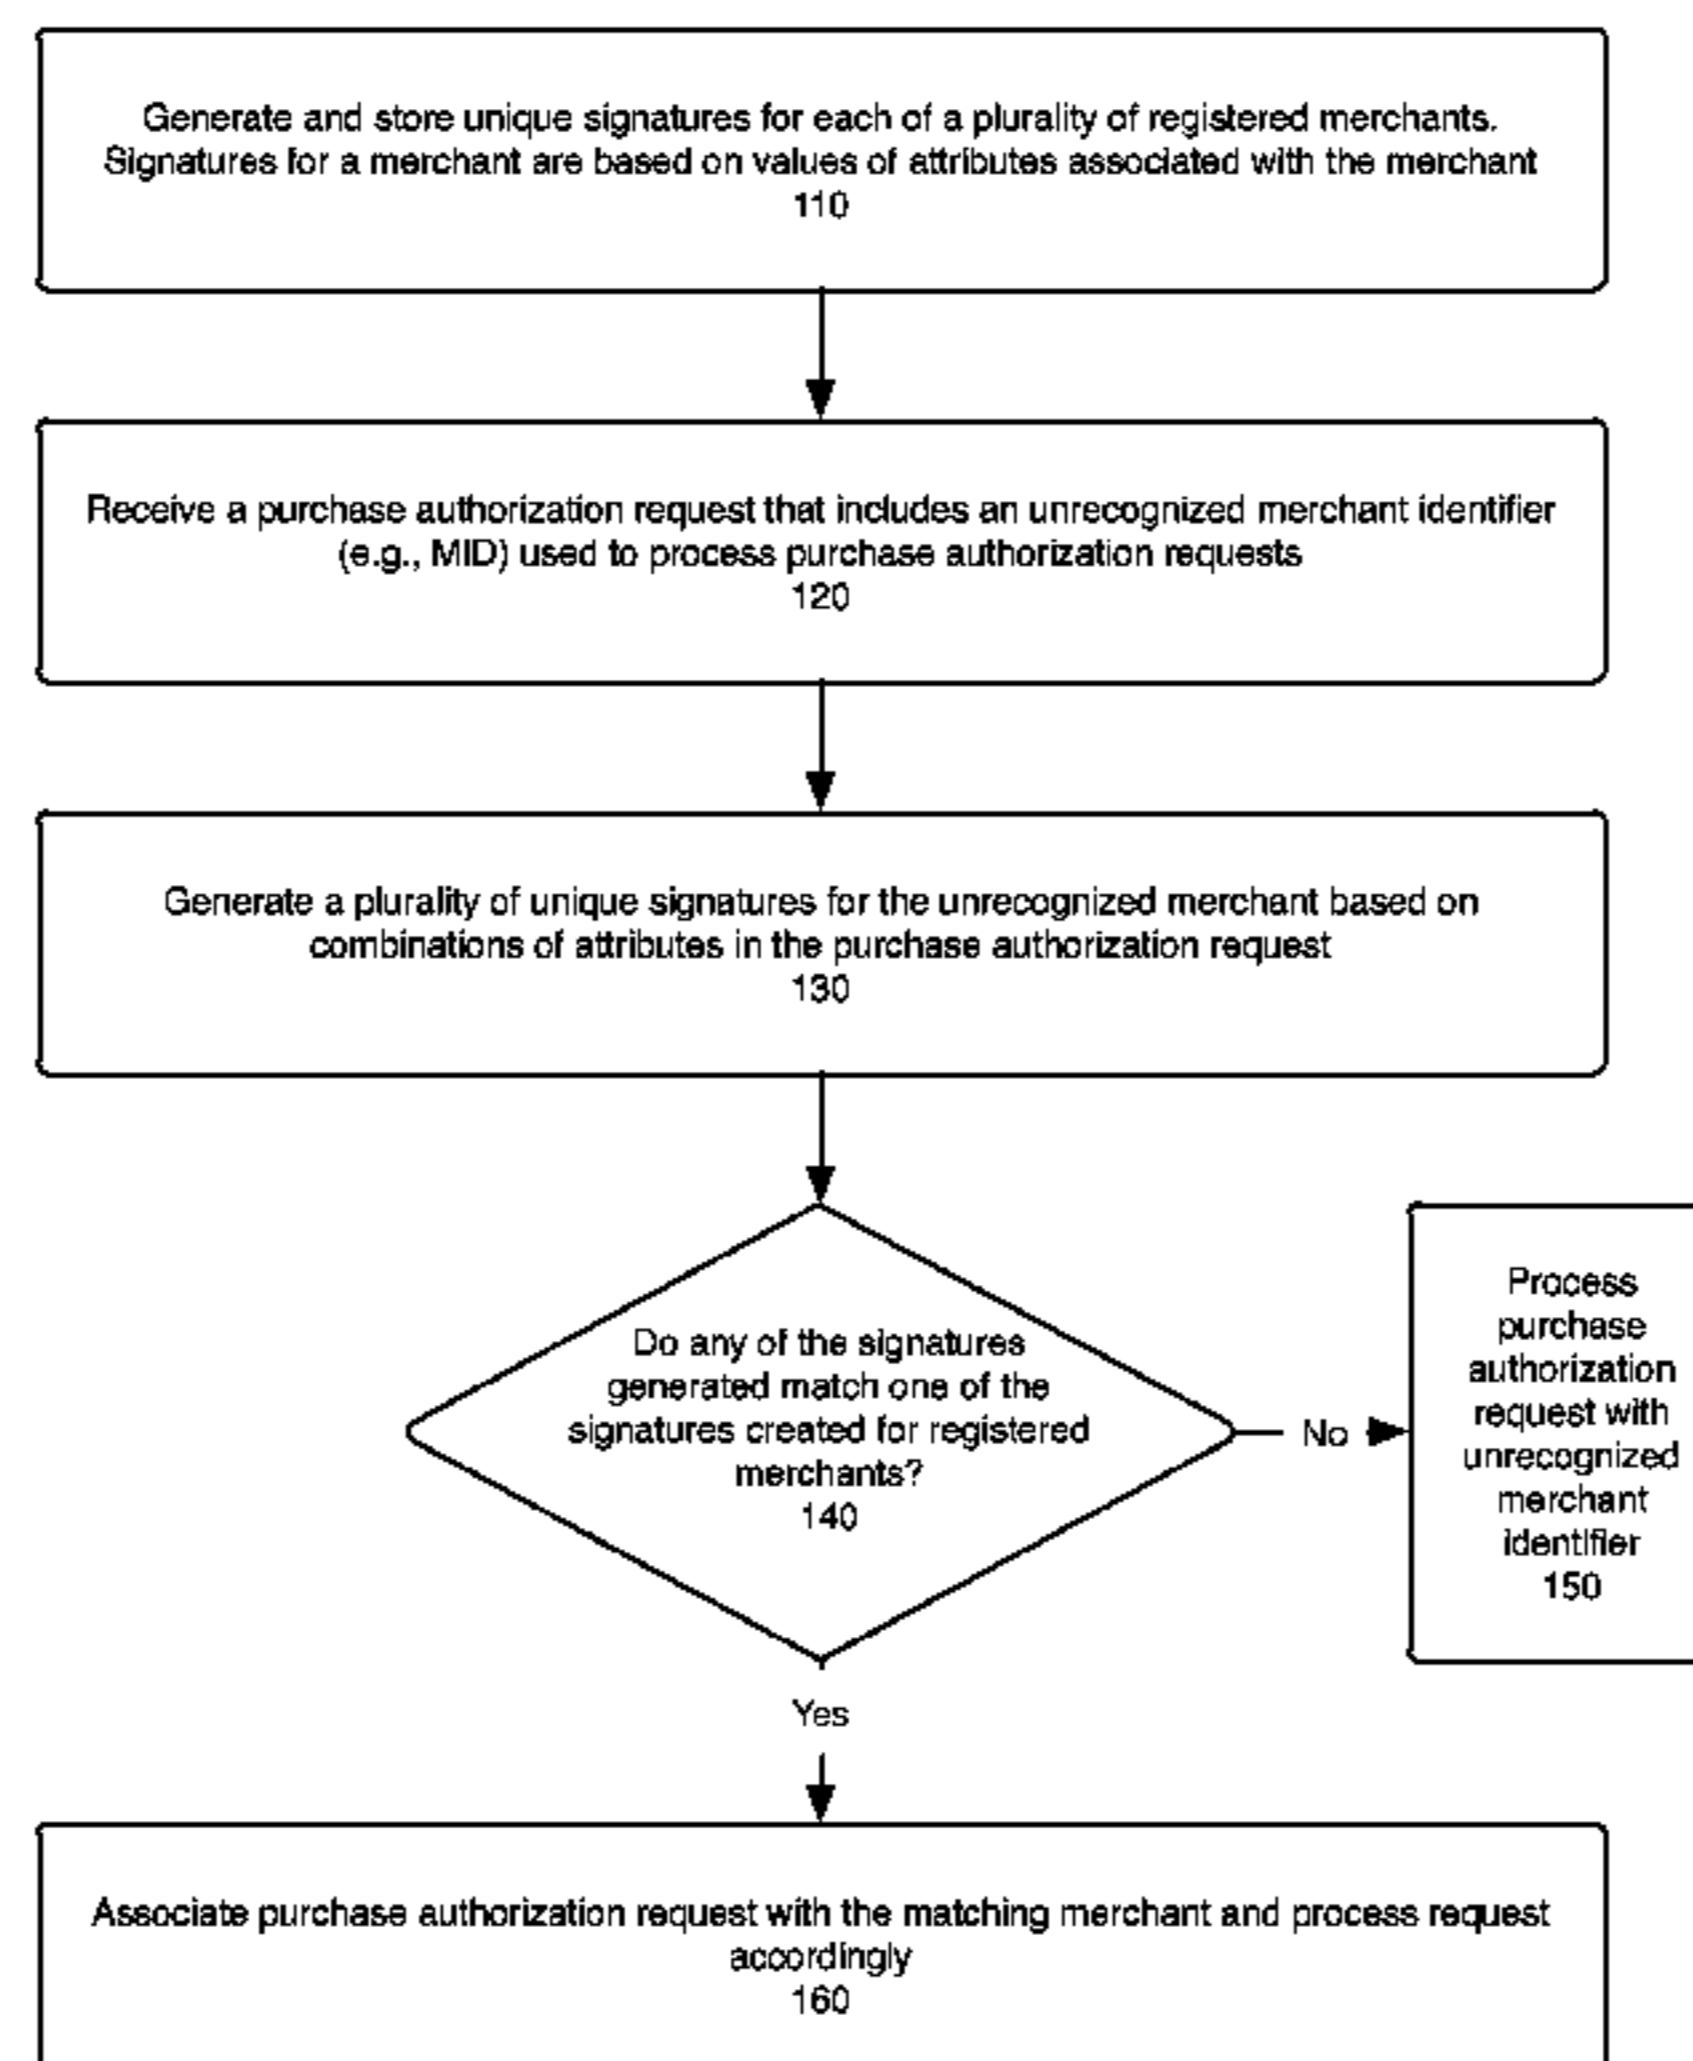 Generate and store unique signatures for each of a plurality of registered merchants.
Signatures for a merchant are based on values of attributes associated with the merchant
110
Receive a purchase authorization request that includes an unrecognized merchant identifier
(e.g., MID) used to process purchase authorization requests
120
Generate a plurality of unique signatures for the unrecognized merchant based on
combinations of attributes in the purchase authorization request
130
Do any of the signatures
generated match one of the
signatures created for registered
merchants?
140
No
Process
purchase
authorization
request with
unrecognized
merchant
identifier
150
Yes
Associate purchase authorization request with the matching merchant and process request
accordingly
160